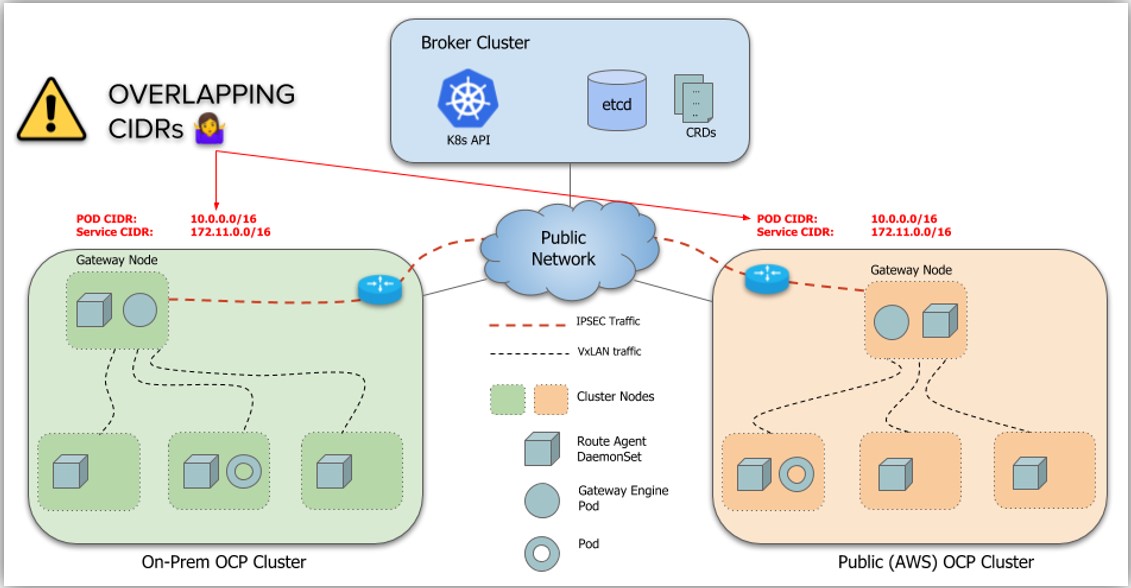 Broker Cluster
K8s API
etcd
...
...
..
CRDs
OVERLAPPING
CIDRs 🤷‍♀️
POD CIDR: 10.0.0.0/16
Service CIDR: 172.11.0.0/16
POD CIDR: 10.0.0.0/16
Service CIDR: 172.11.0.0/16
Public
Network
Gateway Node
Gateway Node
IPSEC Traffic
VxLAN traffic
Cluster Nodes
Route Agent
DaemonSet
Gateway Engine
Pod
Pod
On-Prem OCP Cluster
Public (AWS) OCP Cluster